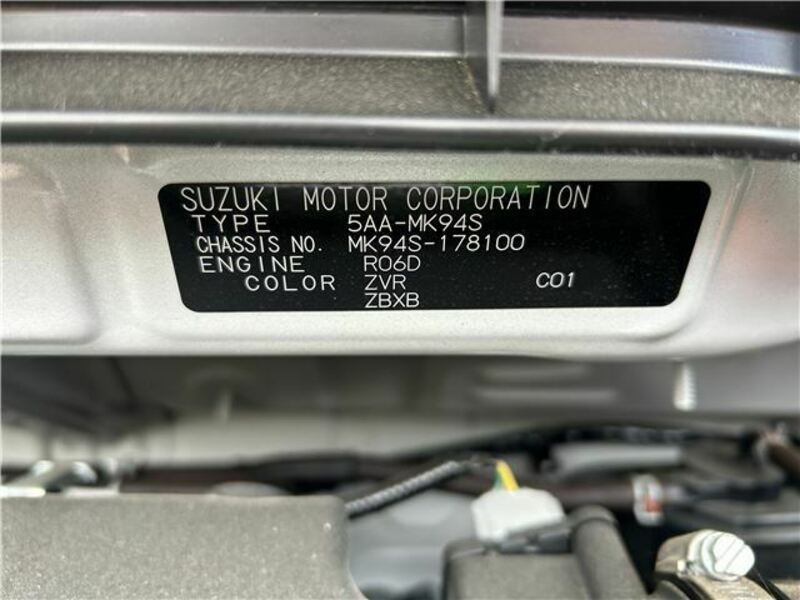 SUZUKI MOTOR CORPORATION
TYPE 5AA-MK94S
CHASSIS NO. MK94S-178100
ENGINE R06D
COLOR ZVR C01
ZBXB